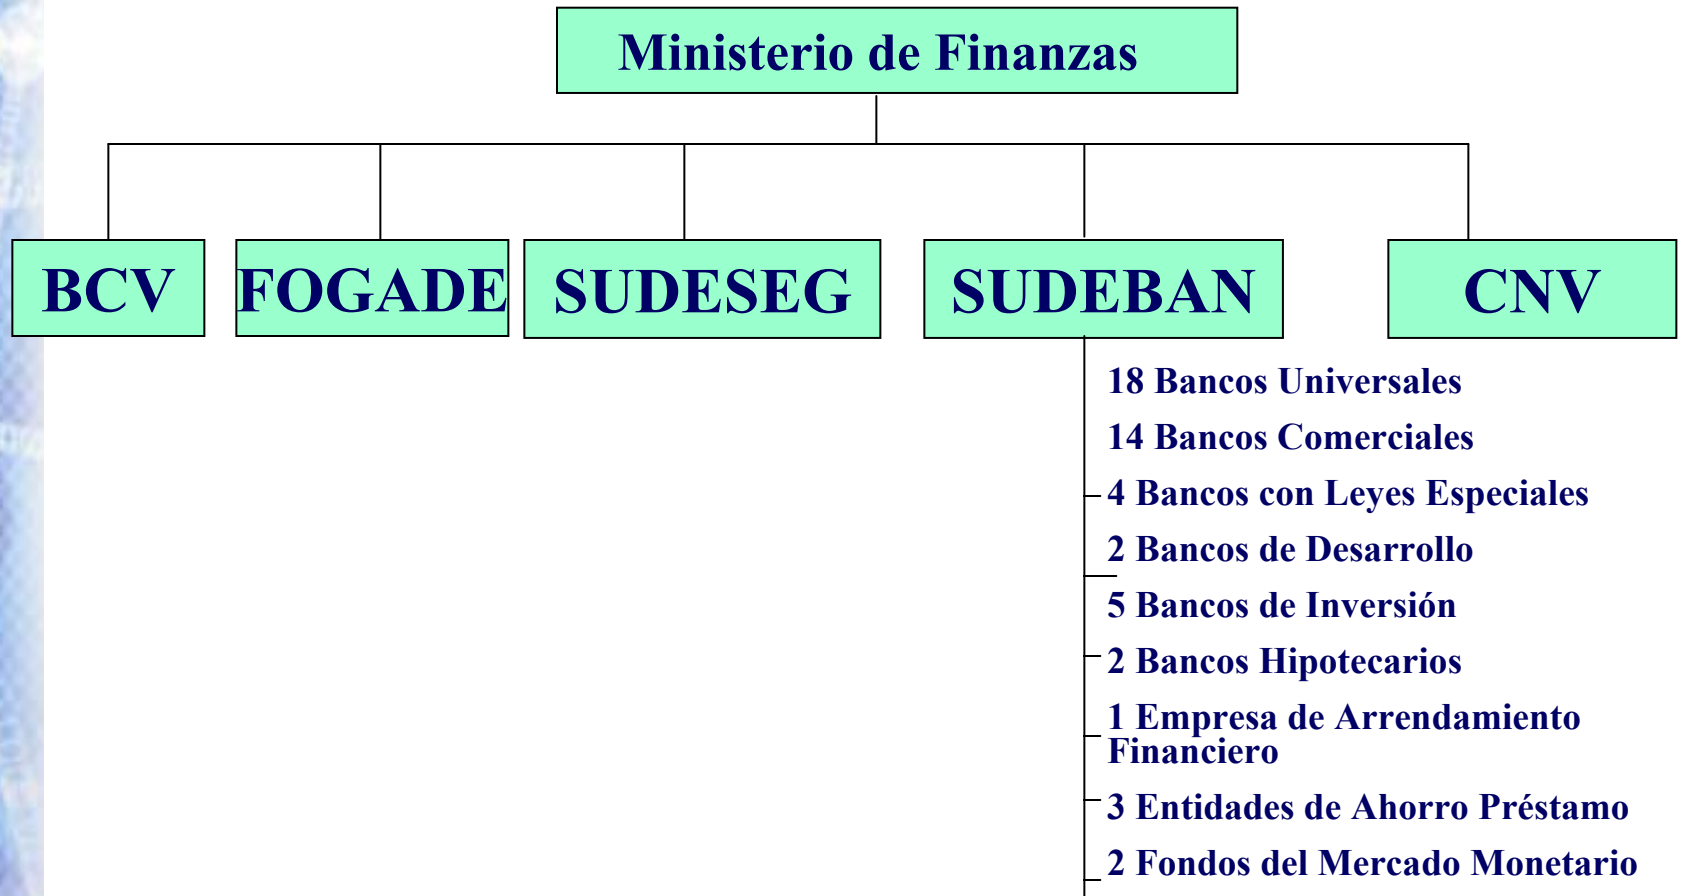 Ministerio de Finanzas
BCV
FOGADE
SUDESEG
SUDEBAN
CNV
18 Bancos Universales
14 Bancos Comerciales
4 Bancos con Leyes Especiales
2 Bancos de Desarrollo
5 Bancos de Inversión
2 Bancos Hipotecarios
1 Empresa de Arrendamiento
Financiero
3 Entidades de Ahorro Préstamo
2 Fondos del Mercado Monetario